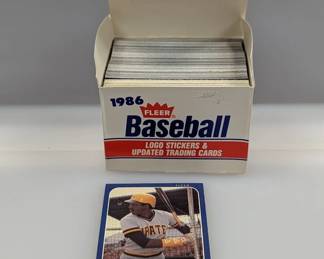 1986
FLEER
Baseball
LOGO STICKERS &
UPDATED TRADING CARDS
PIRATES